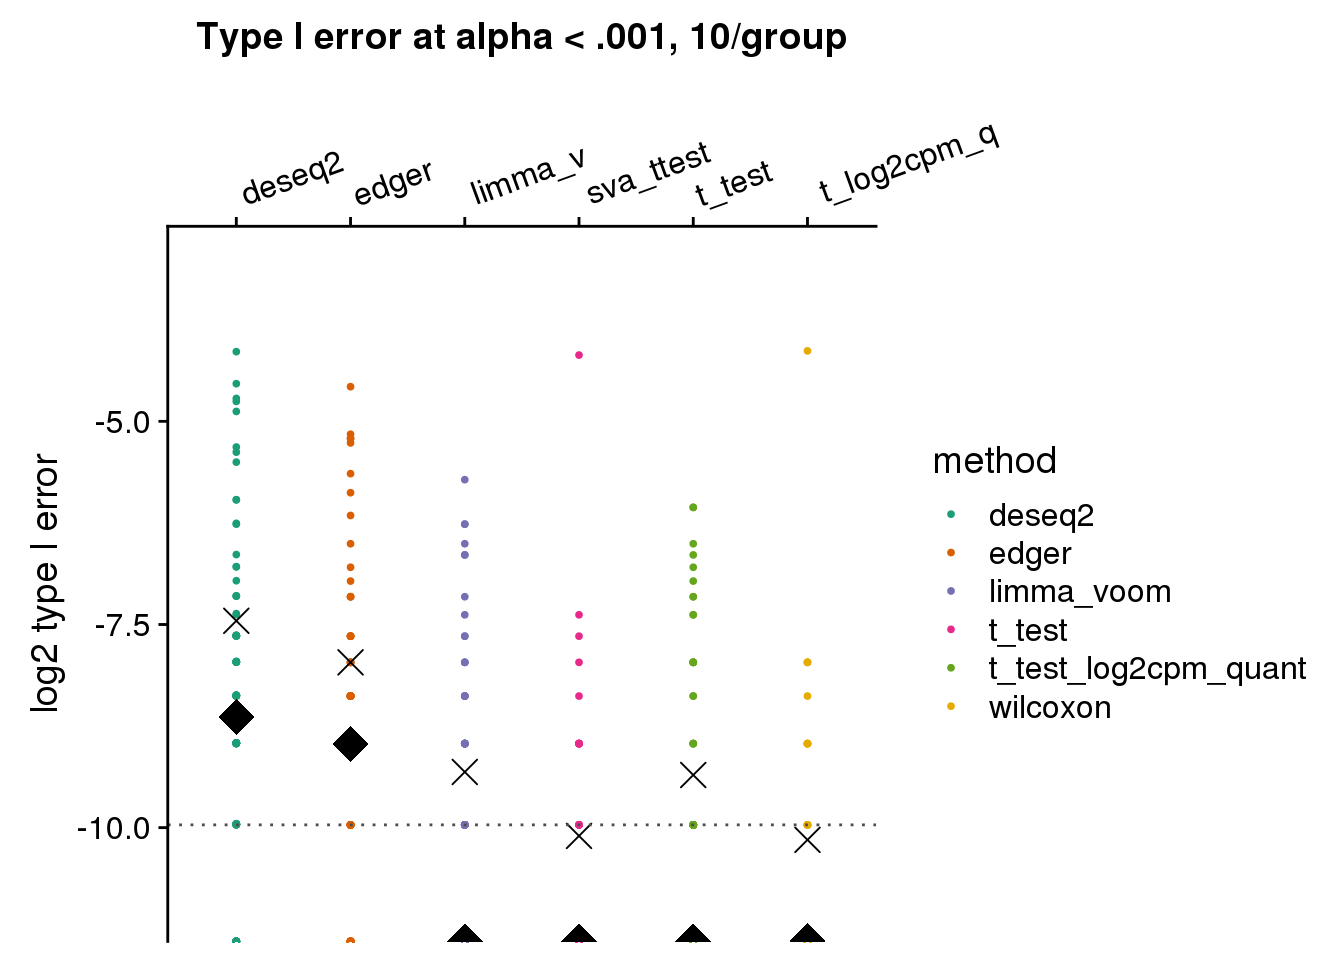 Type I error at alpha < .001, 10/group
deseq2
edger
limma_v
sva_ttest
t_test
t_log2cpm_q
-5.0
-7.5
-10.0
log2 type I error
method
deseq2
edger
limma_voom
t_test
t_test_log2cpm_quant
wilcoxon